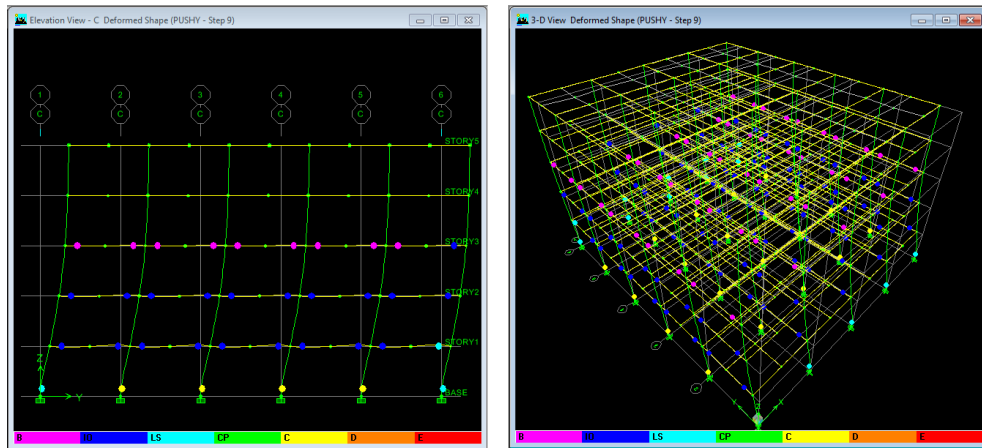 Elevation View - C Deformed Shape (PUSHY - Step 9)
1 2 3 4 5 6
C C C C C C
STORY5
STORY4
STORY3
STORY2
STORY1
Z
Y
BASE
B IO LS CP C D E
3-D View Deformed Shape (PUSHY - Step 9)
Y Z X
B IO LS CP C D E